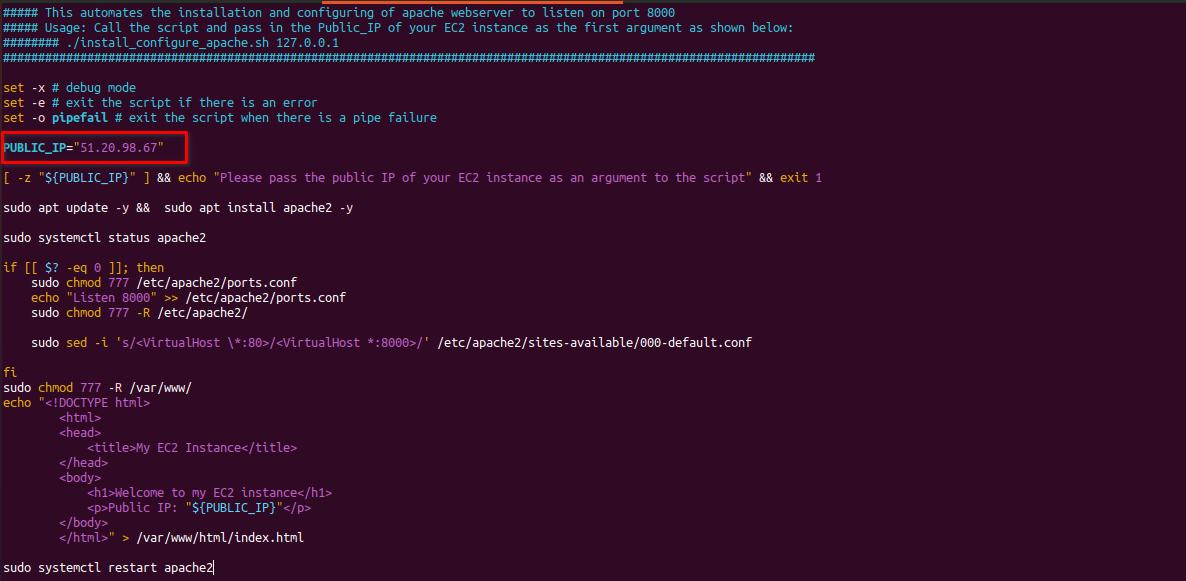 ##### This automates the installation and configuring of apache webserver to listen on port 8000
##### Usage: Call the script and pass in the Public_IP of your EC2 instance as the first argument as shown below:
######## ./install_configure_apache.sh 127.0.0.1
####################################################################################################################
set -x # debug mode
set -e # exit the script if there is an error
set -o pipefail # exit the script when there is a pipe failure
PUBLIC_IP="51.20.98.67"
[ -z "${PUBLIC_IP}" ] && echo "Please pass the public IP of your EC2 instance as an argument to the script" && exit 1
sudo apt update -y &&  sudo apt install apache2 -y
sudo systemctl status apache2
if [[ $? -eq 0 ]]; then
    sudo chmod 777 /etc/apache2/ports.conf
    echo "Listen 8000" >> /etc/apache2/ports.conf
    sudo chmod 777 -R /etc/apache2/
    sudo sed -i 's/<VirtualHost \*:80>/<VirtualHost *:8000>/' /etc/apache2/sites-available/000-default.conf
fi
sudo chmod 777 -R /var/www/
echo "<!DOCTYPE html>
        <html>
        <head>
            <title>My EC2 Instance</title>
        </head>
        <body>
            <h1>Welcome to my EC2 instance</h1>
            <p>Public IP: "${PUBLIC_IP}"</p>
        </body>
        </html>" > /var/www/html/index.html
sudo systemctl restart apache2